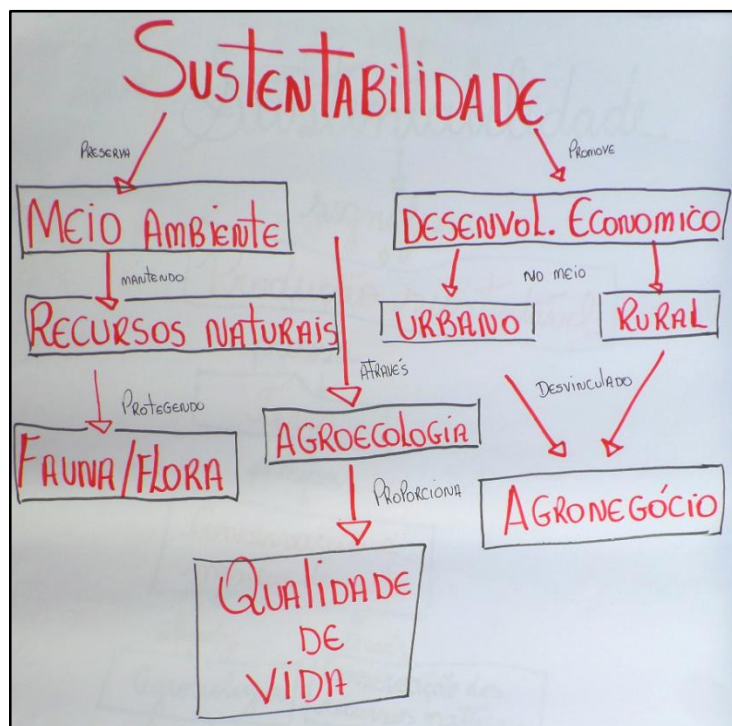 SUSTENTABILIDADE
PRESERVA
PROMOVE
MEIO AMBIENTE
DESENVOL. ECONOMICO
MANTENDO
NO MEIO
RECURSOS NATURAIS
URBANO
RURAL
ATRAVÉS
DESVINCULADO
PROTEGENDO
FAUNA/FLORA
AGROECOLOGIA
PROPORCIONA
AGRONEGÓCIO
QUALIDADE
DE
VIDA